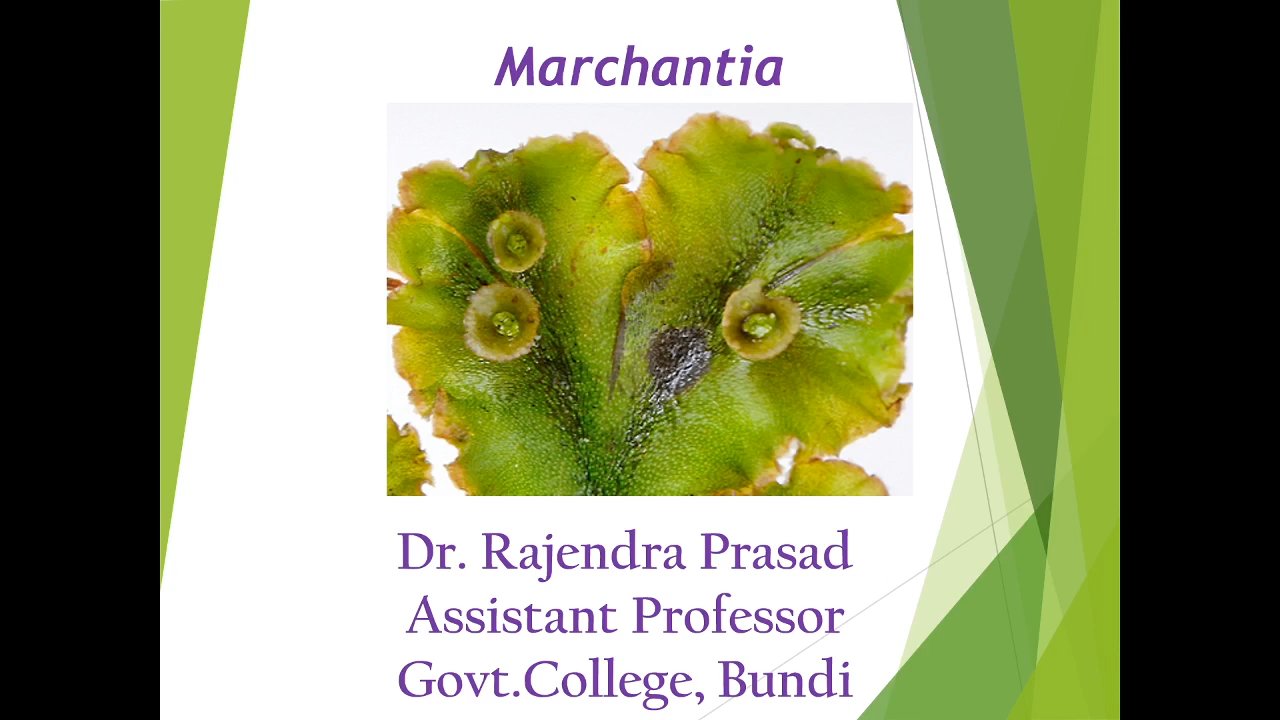 Marchantia
Dr. Rajendra Prasad
Assistant Professor
Govt.College, Bundi